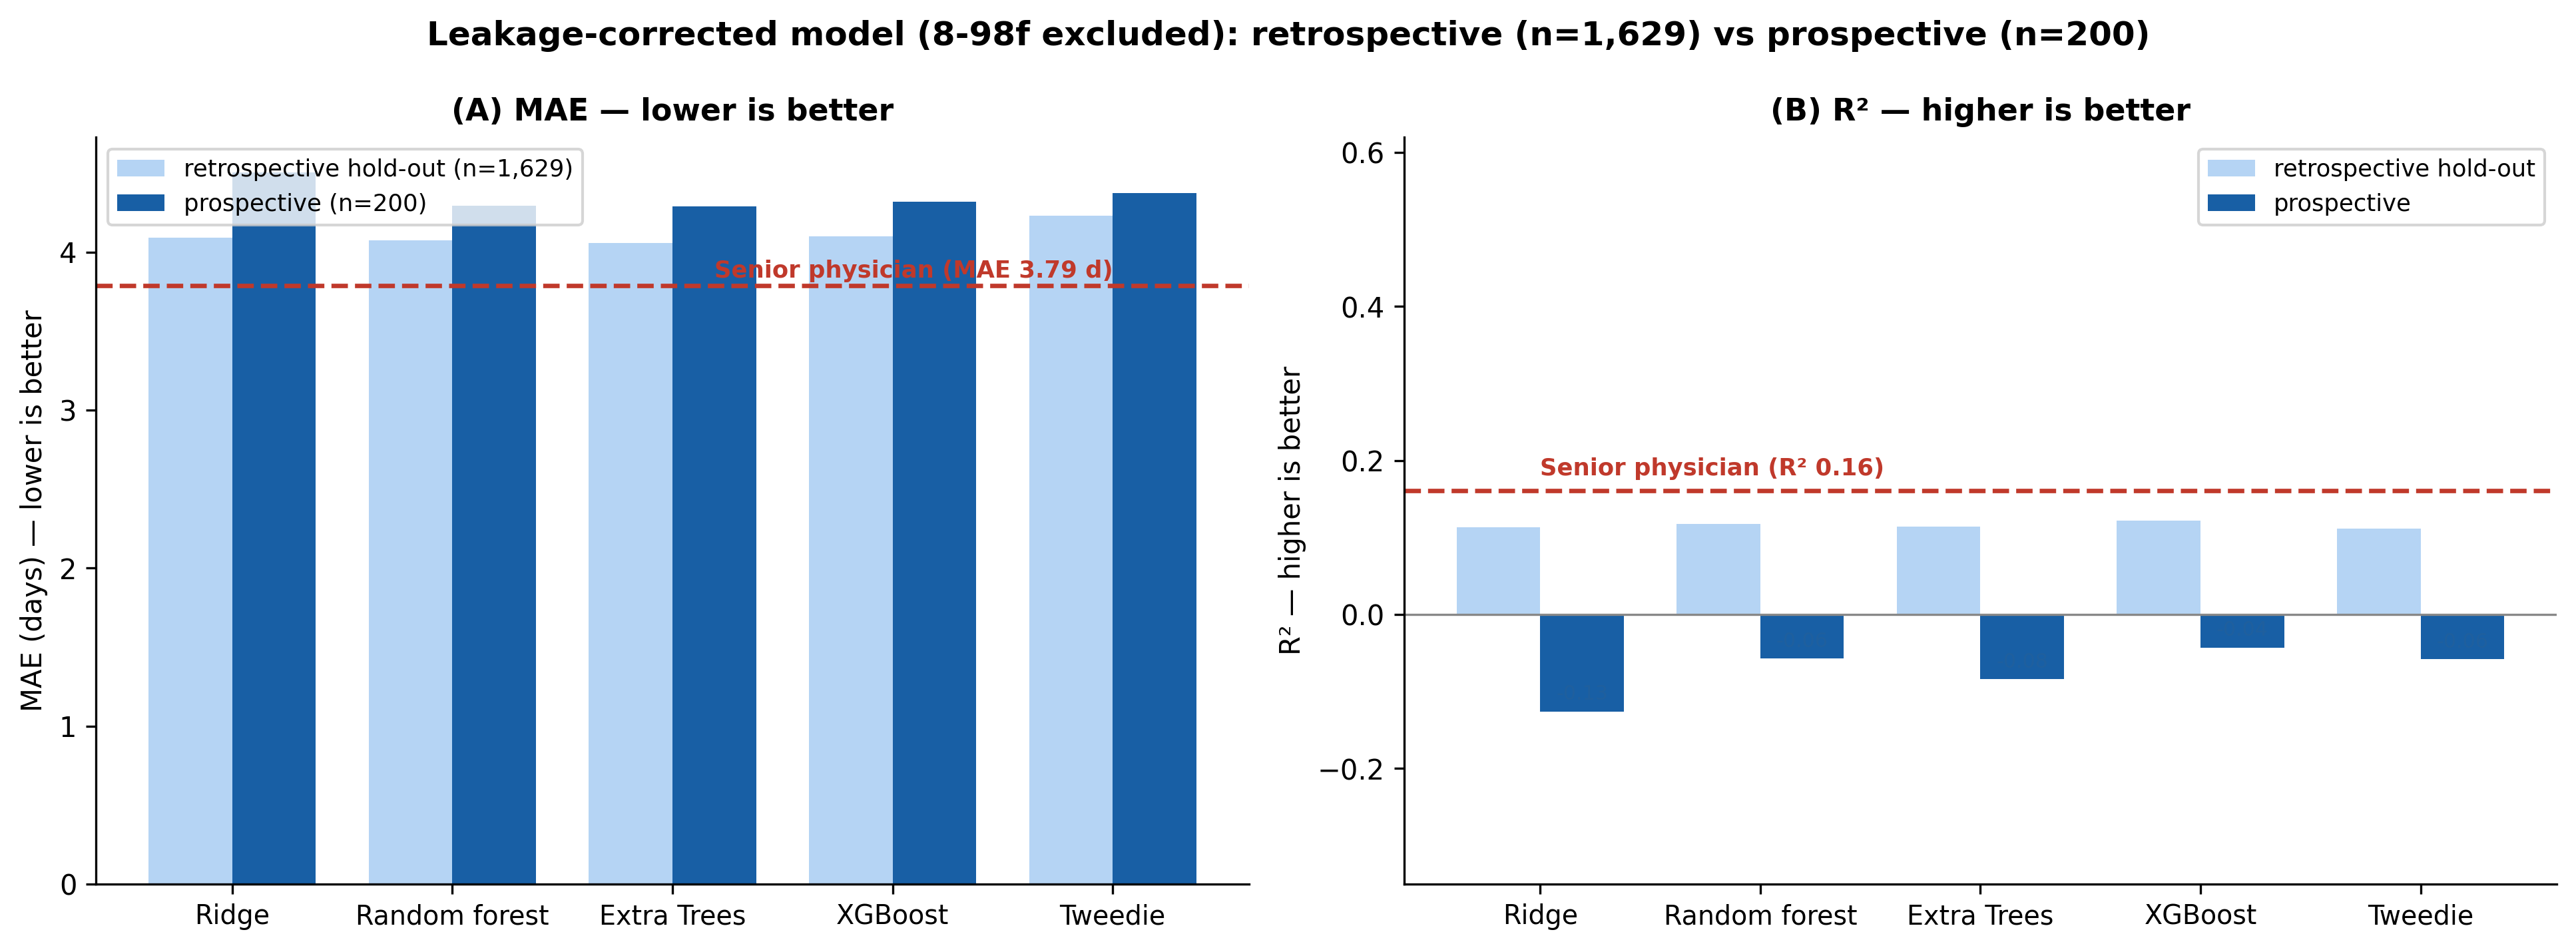 Leakage-corrected model (8-98f excluded): retrospective (n=1,629) vs prospective (n=200)
(A) MAE — lower is better
retrospective hold-out (n=1,629)
prospective (n=200)
Senior physician (MAE 3.79 d)
MAE (days) — lower is better
4
3
2
1
0
Ridge
Random forest
Extra Trees
XGBoost
Tweedie
(B) R² — higher is better
retrospective hold-out
prospective
Senior physician (R² 0.16)
R² — higher is better
0.6
0.4
0.2
0.0
−0.2
Ridge
Random forest
Extra Trees
XGBoost
Tweedie